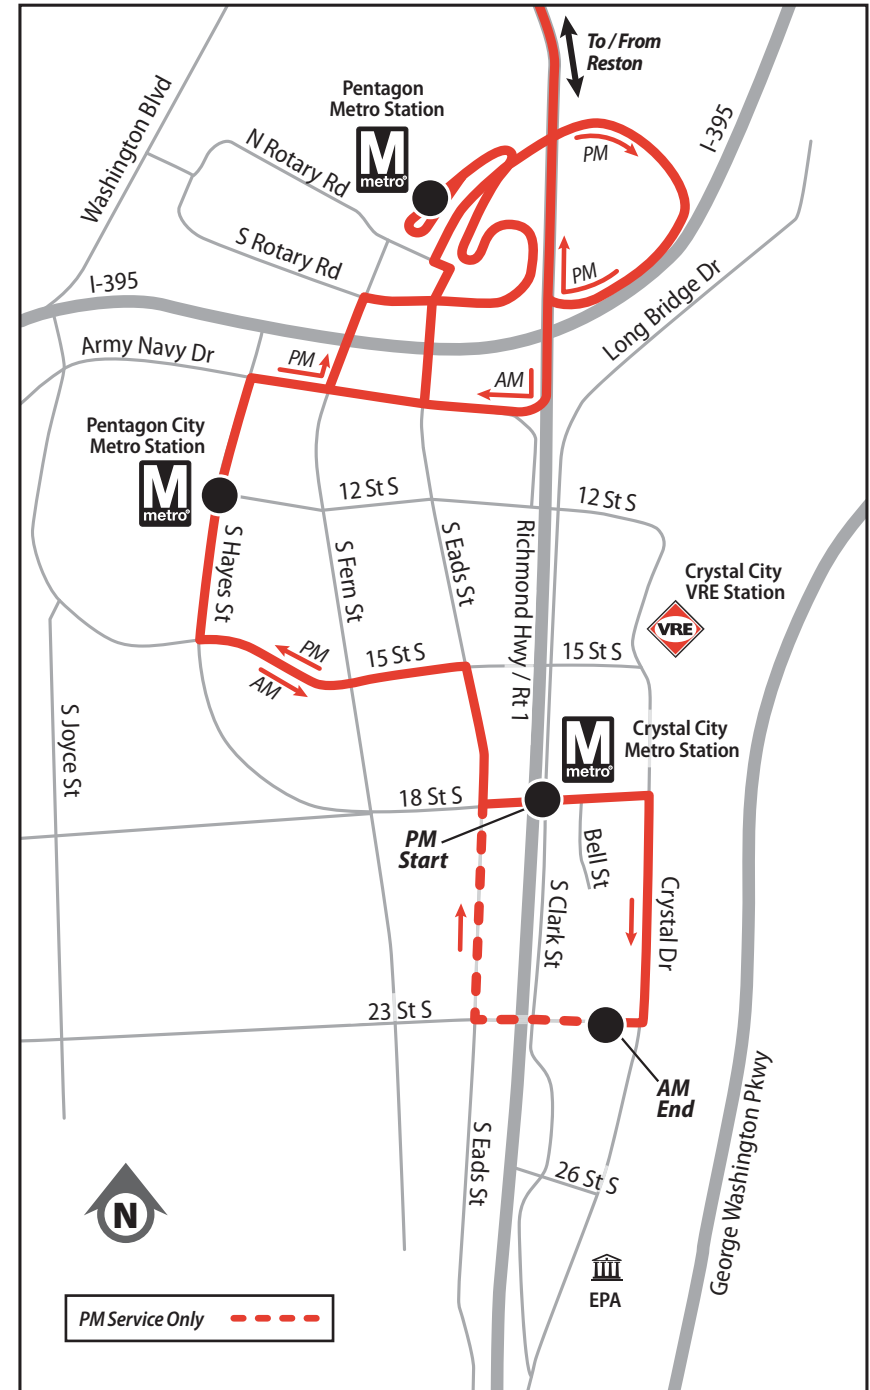 To / From
Reston
Pentagon
Metro Station
M
metro®
Washington Blvd
N Rotary Rd
S Rotary Rd
I-395
PM
PM
I-395
Long Bridge Dr
Army Navy Dr
PM
AM
Pentagon City
Metro Station
M
metro®
12 St S
12 St S
S Hayes St
S Fern St
S Eads St
Richmond Hwy / Rt 1
Crystal City
VRE Station
VRE
PM
AM
15 St S
15 St S
S Joyce St
M
metro®
Crystal City
Metro Station
18 St S
PM
Start
Bell St
S Clark St
Crystal Dr
23 St S
AM
End
S Eads St
26 St S
George Washington Pkwy
N
EPA
PM Service Only